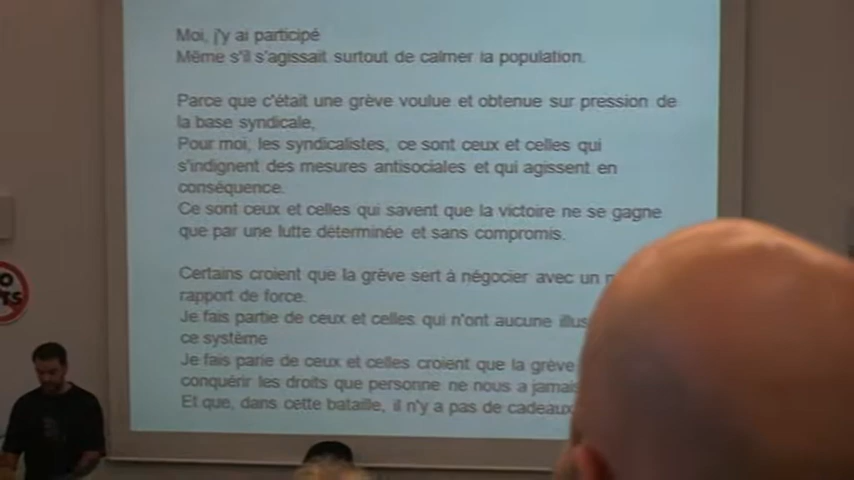 Moi, j'y ai participé
Même s'il s'agissait surtout de calmer la population.
Parce que c'était une grève voulue et obtenue sur pression de
la base syndicale,
Pour moi, les syndicalistes, ce sont ceux et celles qui
s'indignent des mesures antisociales et qui agissent en
conséquence.
Ce sont ceux et celles qui savent que la victoire ne se gagne
que par une lutte déterminée et sans compromis.
Certains croient que la grève sert à négocier avec un
rapport de force.
Je fais partie de ceux et celles qui n'ont aucune
ce système
Je fais parie de ceux et celles croient que la grève
conquérir les droits que personne ne nous a jamais
Et que, dans cette bataille, il n'y a pas de cadeaux